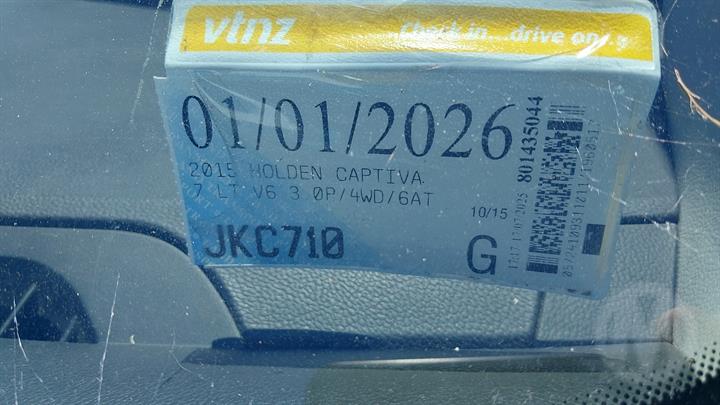 vtnz
Check in...drive on...
01/01/2026
2015 HOLDEN CAPTIVA
7 LT V6 3.0P/4WD/6AT
10/15
JKC710
G
801435044